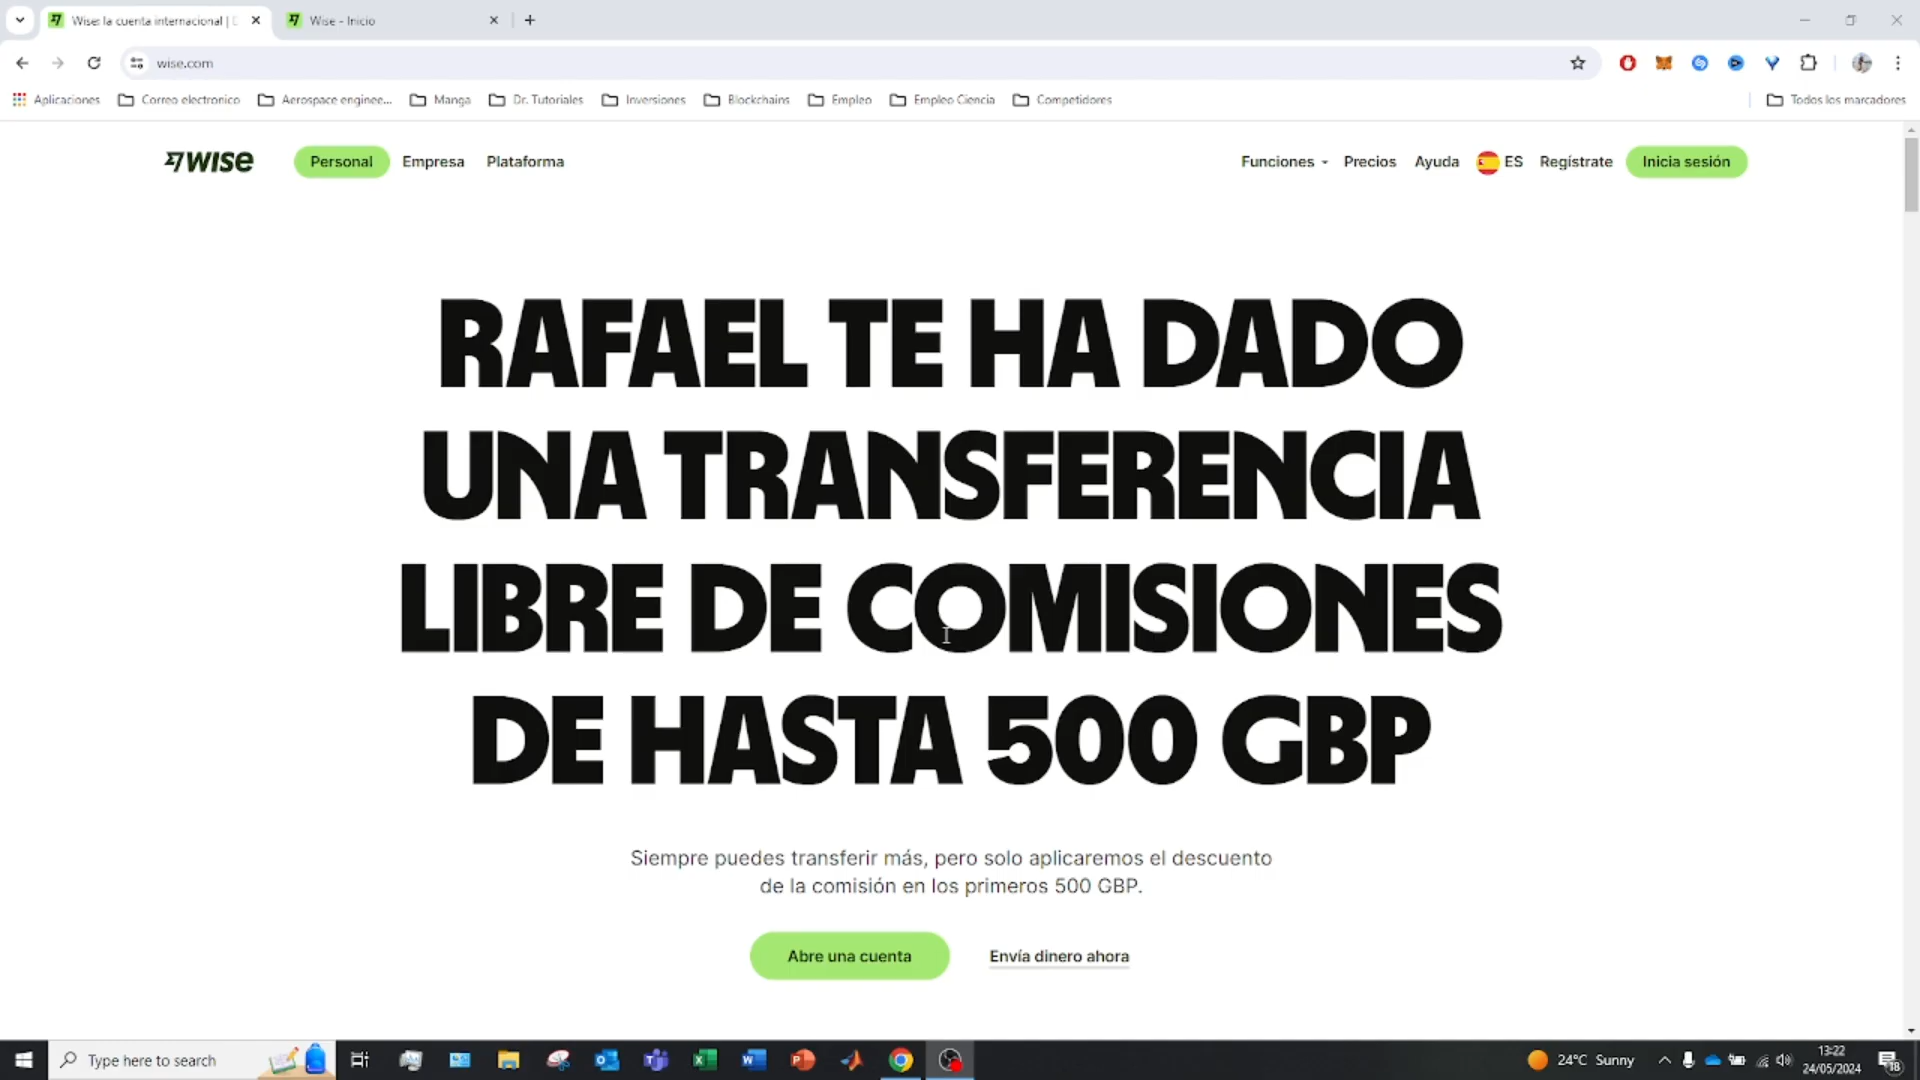 Wise: la cuenta internacional |
Wise - Inicio
wise.com
Aplicaciones
Correo electronico
Aerospace enginee...
Manga
Dr. Tutoriales
Inversiones
Blockchains
Empleo
Empleo Ciencia
Competidores
Todos los marcadores
WISE
Personal
Empresa
Plataforma
Funciones
Precios
Ayuda
ES
Regístrate
Inicia sesión
RAFAEL TE HA DADO
UNA TRANSFERENCIA
LIBRE DE COMISIONES
DE HASTA 500 GBP
Siempre puedes transferir más, pero solo aplicaremos el descuento
de la comisión en los primeros 500 GBP.
Abre una cuenta
Envía dinero ahora
Type here to search
24°C Sunny
13:22
24/05/2024
18